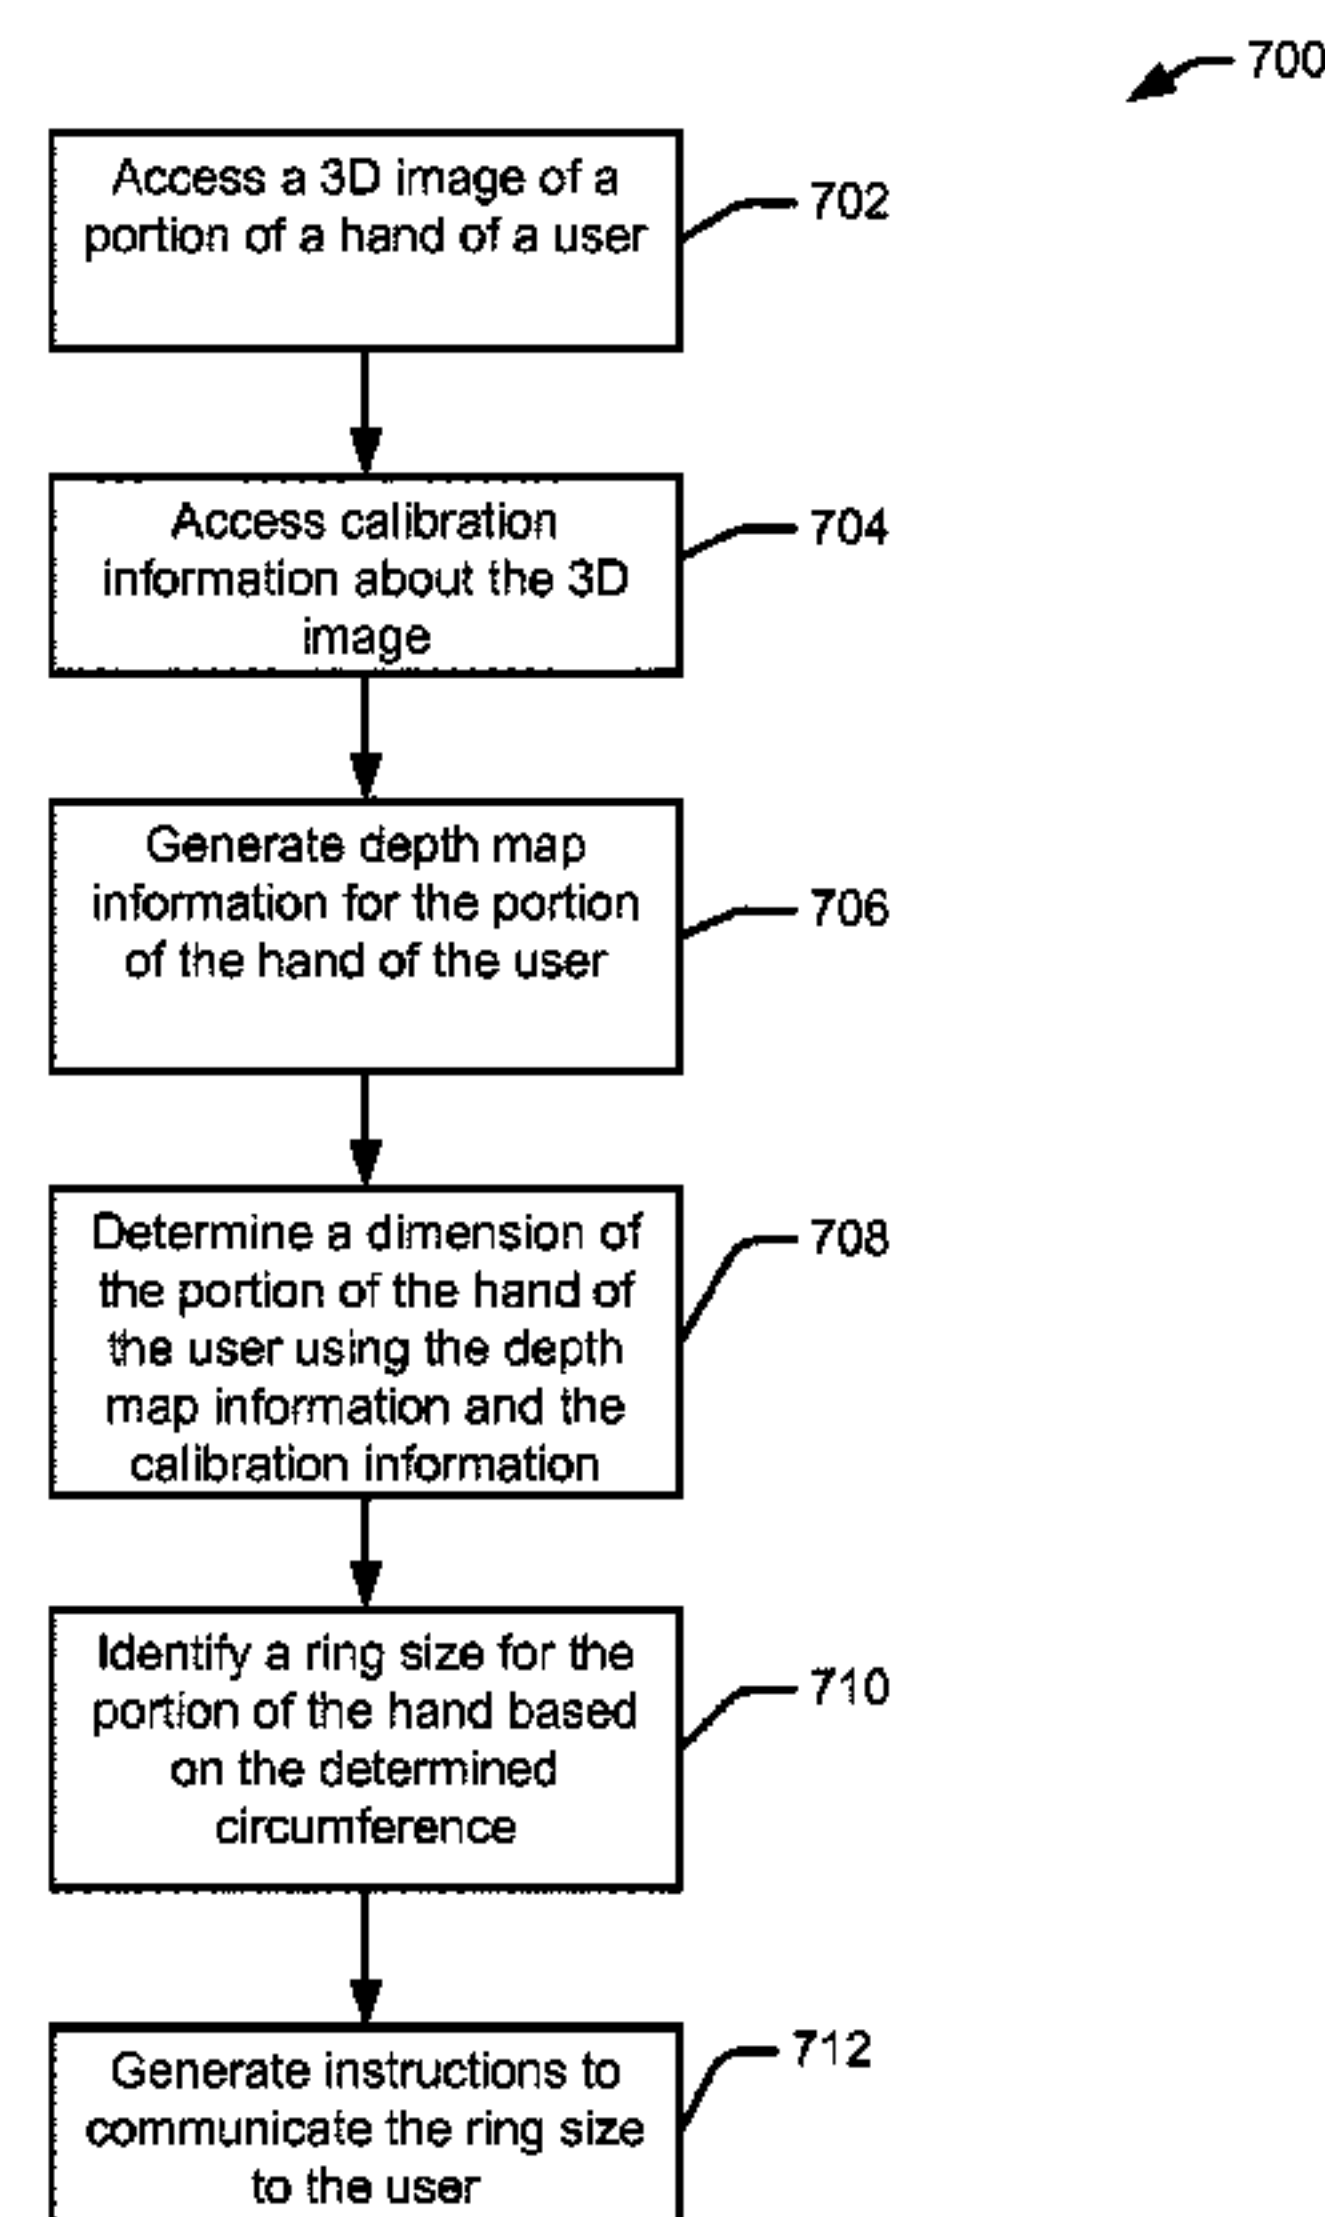 700
Access a 3D image of a
portion of a hand of a user
702
Access calibration
information about the 3D
image
704
Generate depth map
information for the portion
of the hand of the user
706
Determine a dimension of
the portion of the hand of
the user using the depth
map information and the
calibration information
708
Identify a ring size for the
portion of the hand based
on the determined
circumference
710
Generate instructions to
communicate the ring size
to the user
712